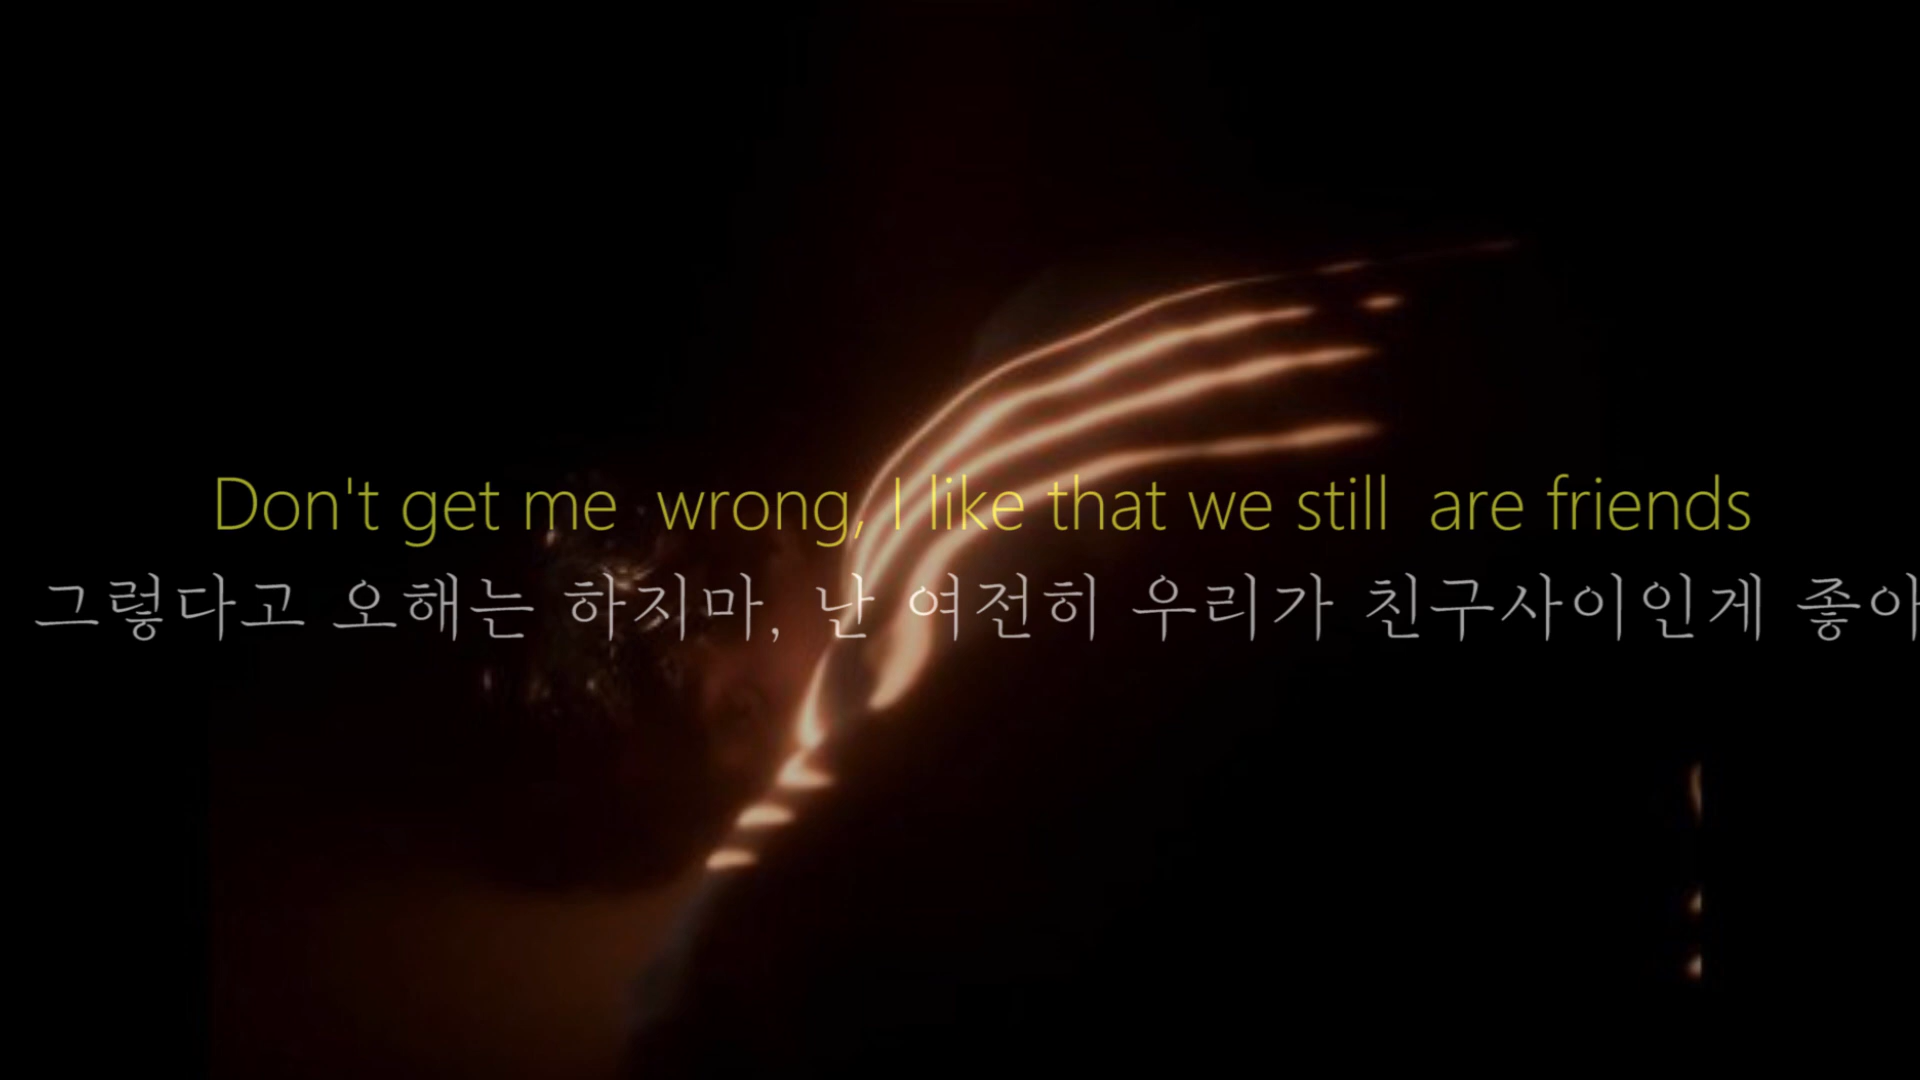 Don't get me wrong, I like that we still are friends
그렇다고 오해는 하지마, 난 여전히 우리가 친구사이인게 좋아